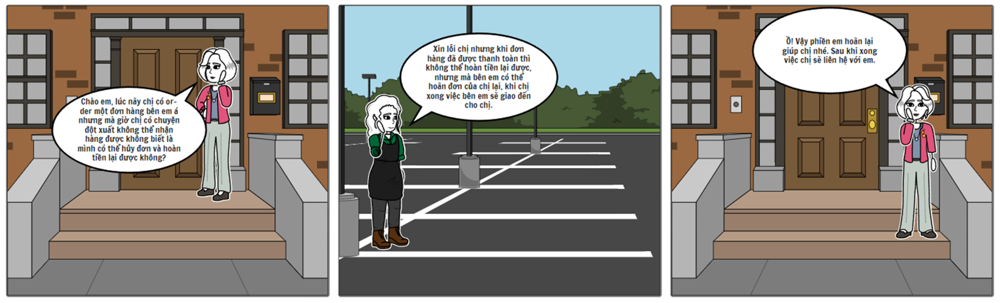 Chào em, lúc nãy chị có or-
der một đơn hàng bên em á
nhưng mà giờ chị có chuyện
đột xuất không thể nhận
hàng được không biết là
mình có thể hủy đơn và hoàn
tiền lại được không?
Xin lỗi chị nhưng khi đơn
hàng đã được thanh toàn thì
không thể hoàn tiền lại được,
nhưng mà bên em có thể
hoãn đơn của chị lại, khi chị
xong việc bên em sẽ giao đến
cho chị.
Ồ! Vậy phiền em hoãn lại
giúp chị nhé. Sau khi xong
việc chị sẽ liên hệ với em.